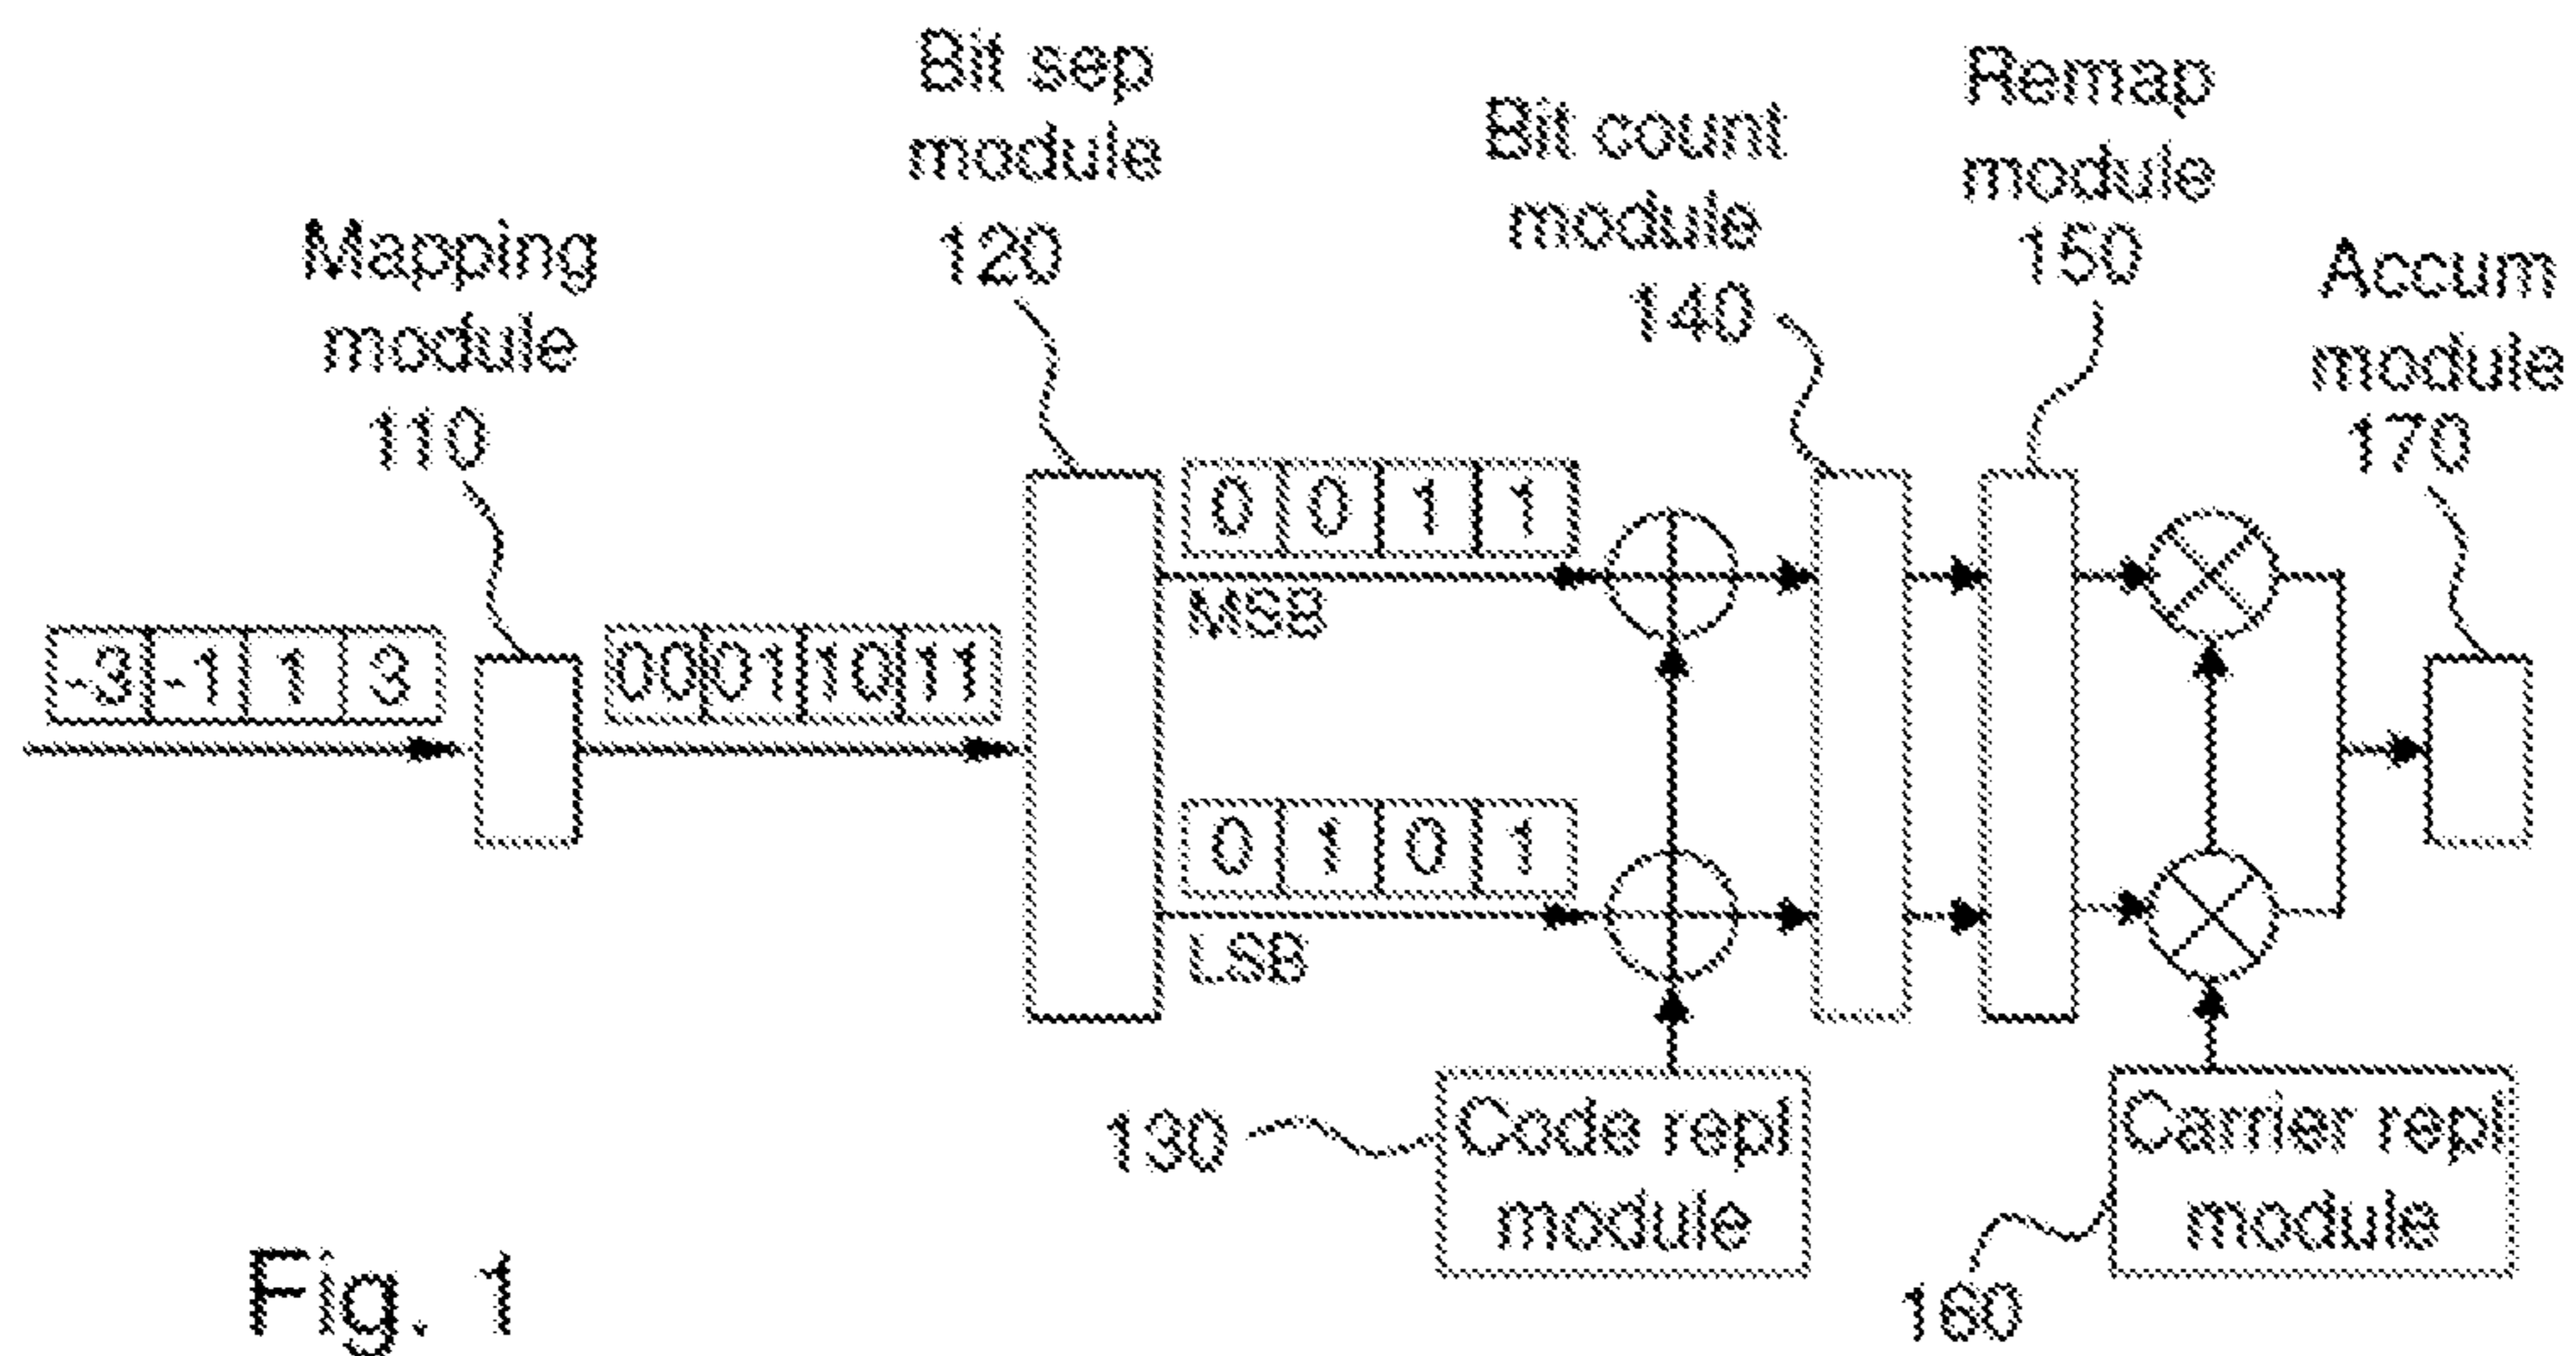 Bit sep
module
120
Bit count
module
140
Remap
module
150
Mapping
module
110
Accum
module
170
-3 -1 1 3
00 01 10 11
0 0 1 1
MSB
0 1 0 1
LSB
130
Code repl
module
Carrier repl
module
160
Fig. 1